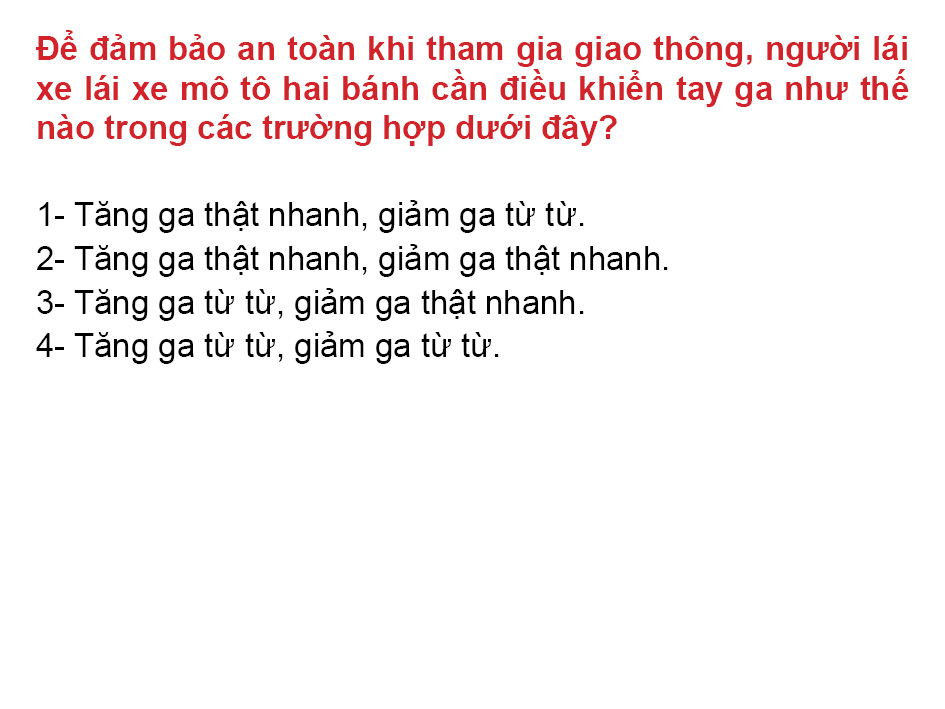 Để đảm bảo an toàn khi tham gia giao thông, người lái
xe lái xe mô tô hai bánh cần điều khiển tay ga như thế
nào trong các trường hợp dưới đây?
1- Tăng ga thật nhanh, giảm ga từ từ.
2- Tăng ga thật nhanh, giảm ga thật nhanh.
3- Tăng ga từ từ, giảm ga thật nhanh.
4- Tăng ga từ từ, giảm ga từ từ.